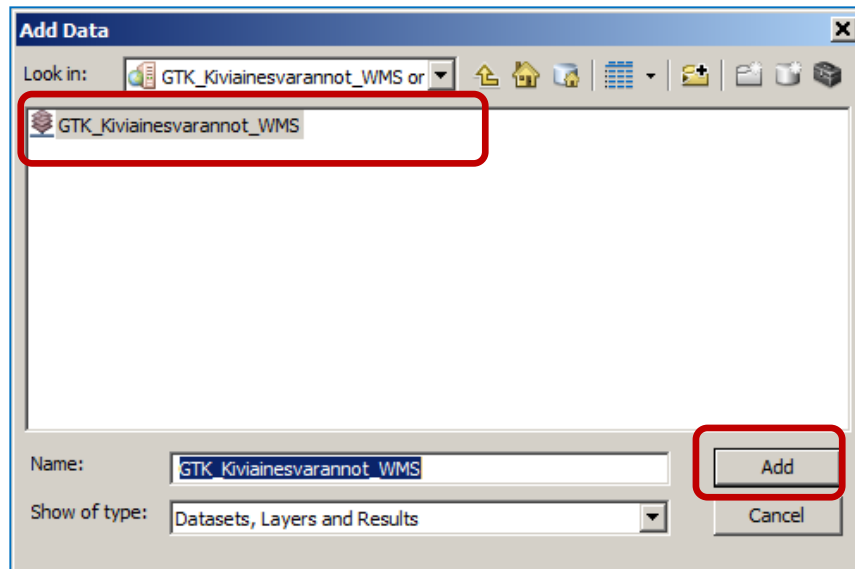 Add Data
Look in: GTK_Kiviainesvarannot_WMS or
GTK_Kiviainesvarannot_WMS
Name: GTK_Kiviainesvarannot_WMS Add
Show of type: Datasets, Layers and Results Cancel